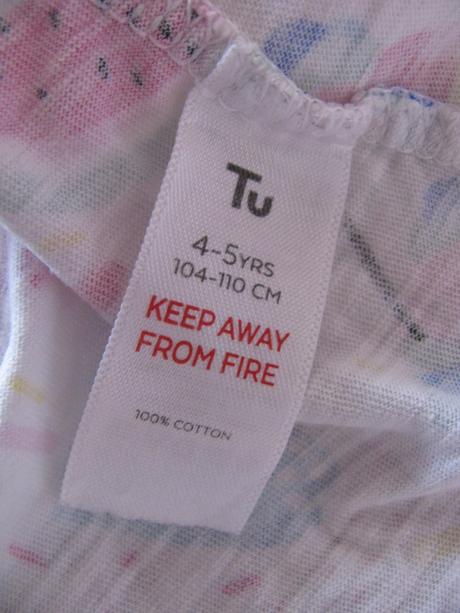 Tu
4-5YRS
104-110 CM
KEEP AWAY
FROM FIRE
100% COTTON